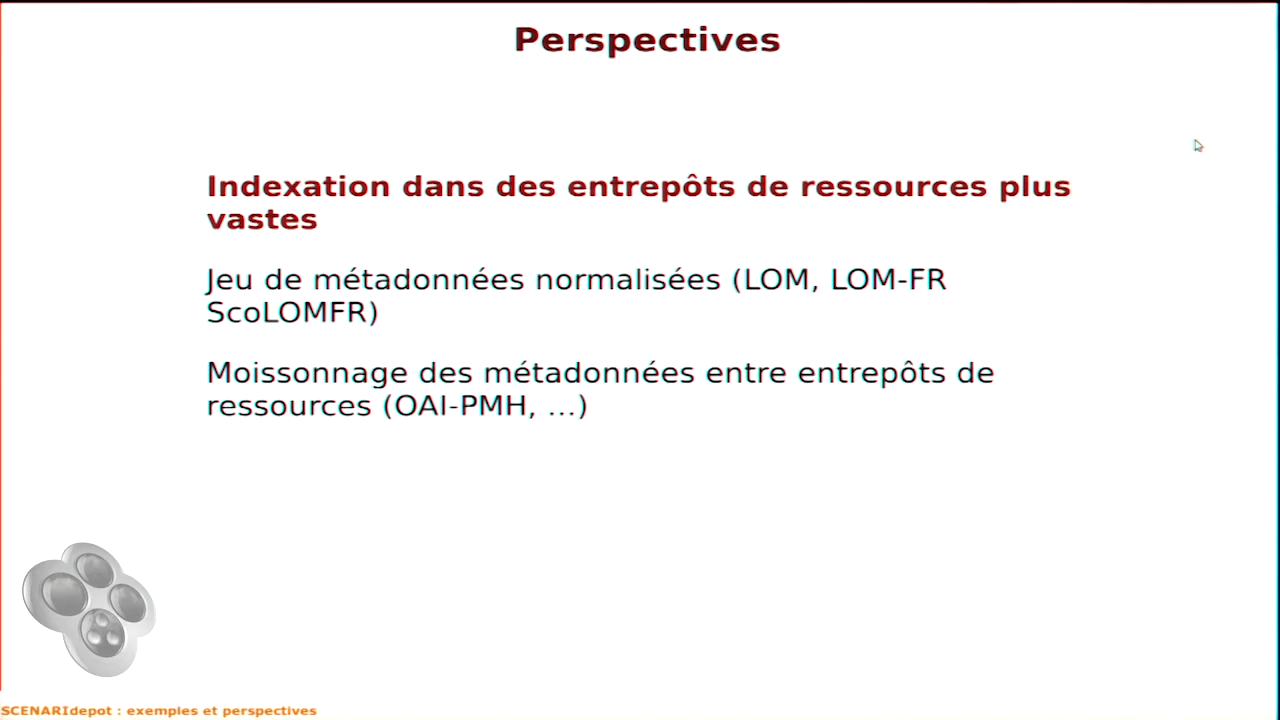 Perspectives
Indexation dans des entrepôts de ressources plus
vastes
Jeu de métadonnées normalisées (LOM, LOM-FR
ScoLOMFR)
Moissonnage des métadonnées entre entrepôts de
ressources (OAI-PMH, ...)
SCENARIdepot : exemples et perspectives